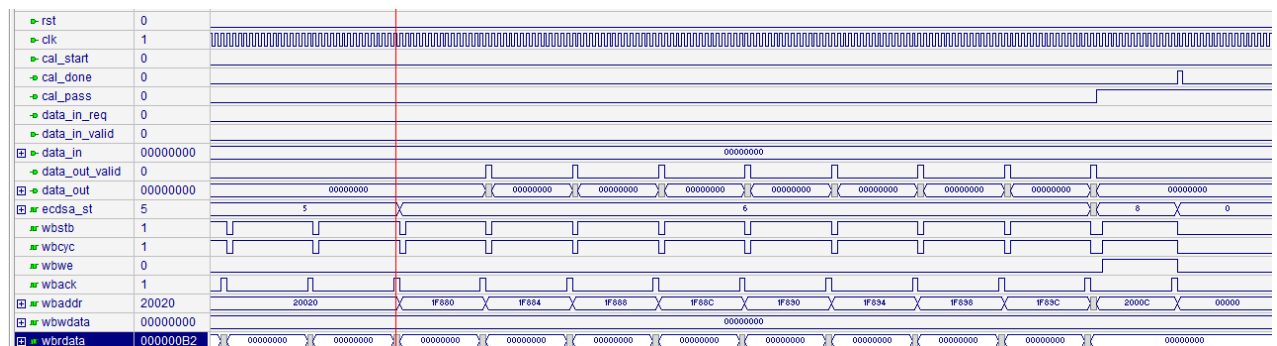 rst 0
clk 1
cal_start 0
cal_done 0
cal_pass 0
data_in_req 0
data_in_valid 0
data_in 00000000 00000000
data_out_valid 0
data_out 00000000 00000000 00000000 00000000 00000000 00000000 00000000 00000000 00000000 00000000
ecdsa_st 5 5 6 8 0
wbstb 1
wbcyc 1
wbwe 0
wback 1
wbaddr 20020 20020 1F880 1F884 1F888 1F88C 1F890 1F894 1F898 1F89C 2000C 00000
wbwdata 00000000 00000000
wbrdata 000000B2 00000000 00000000 00000000 00000000 00000000 00000000 00000000 00000000 00000000 00000000 00000000